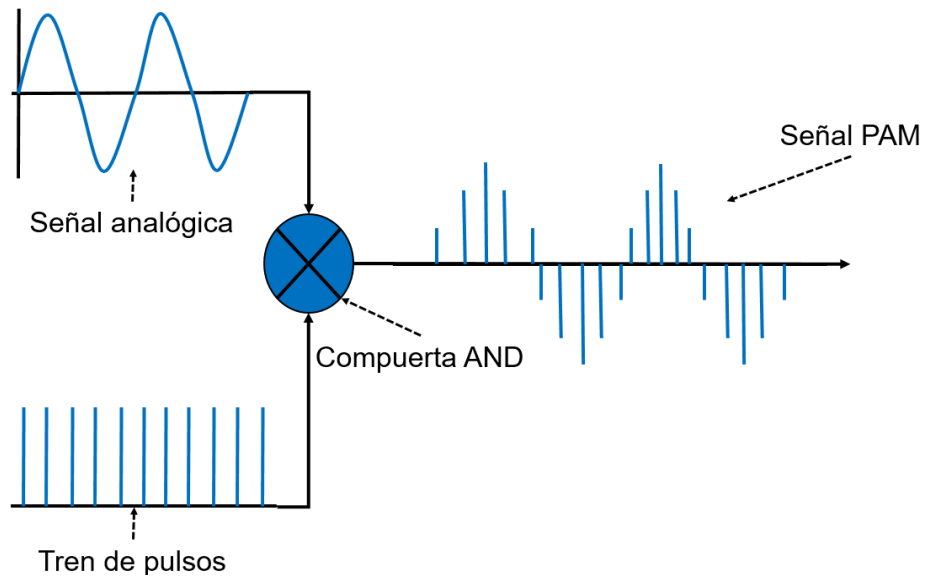 Señal PAM
Señal analógica
Compuerta AND
Tren de pulsos